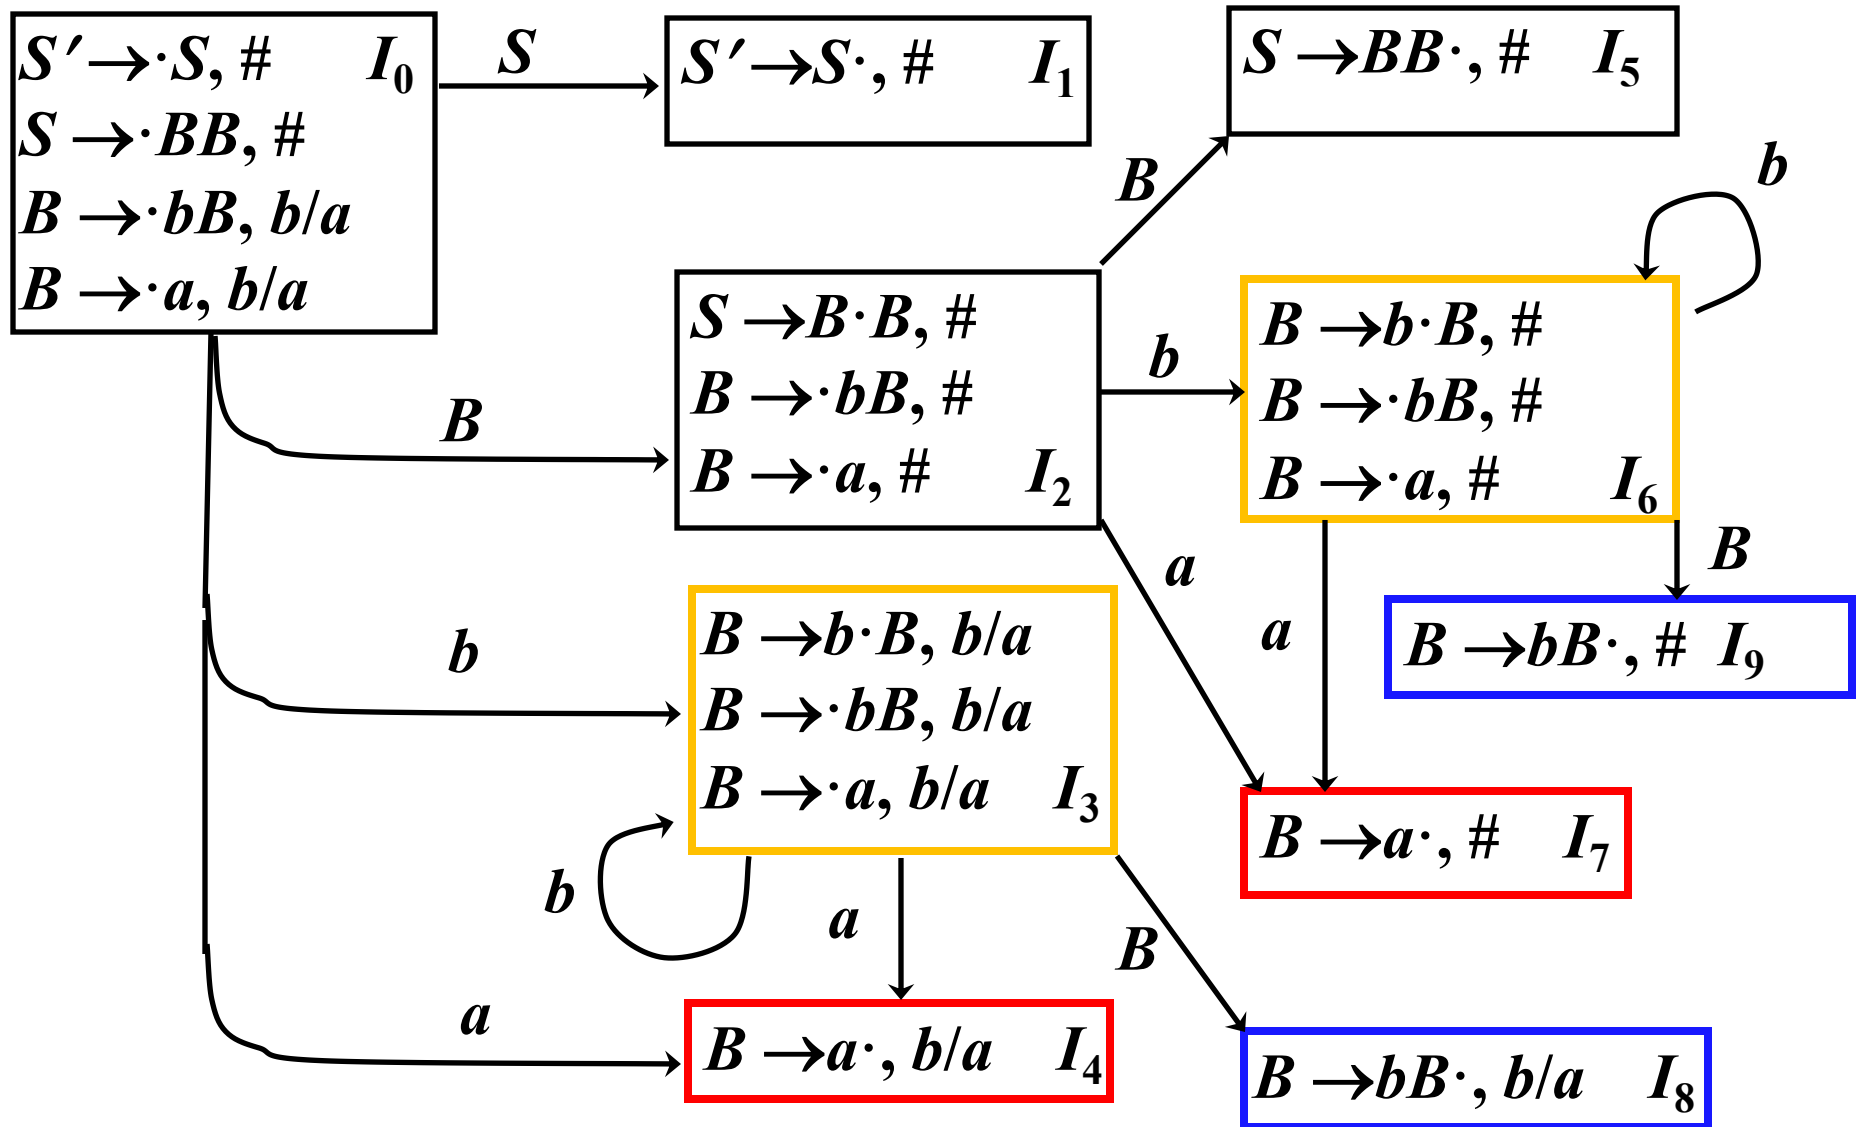 S′→·S, # I₀
S →·BB, #
B →·bB, b/a
B →·a, b/a
S
S′→S·, # I₁
S →BB·, # I₅
B
b
B
S →B·B, #
B →·bB, #
B →·a, # I₂
b
B →b·B, #
B →·bB, #
B →·a, # I₆
a
a
B
B →bB·, # I₉
b
B →b·B, b/a
B →·bB, b/a
B →·a, b/a I₃
B →a·, # I₇
b
a
B
a
B →a·, b/a I₄
B →bB·, b/a I₈